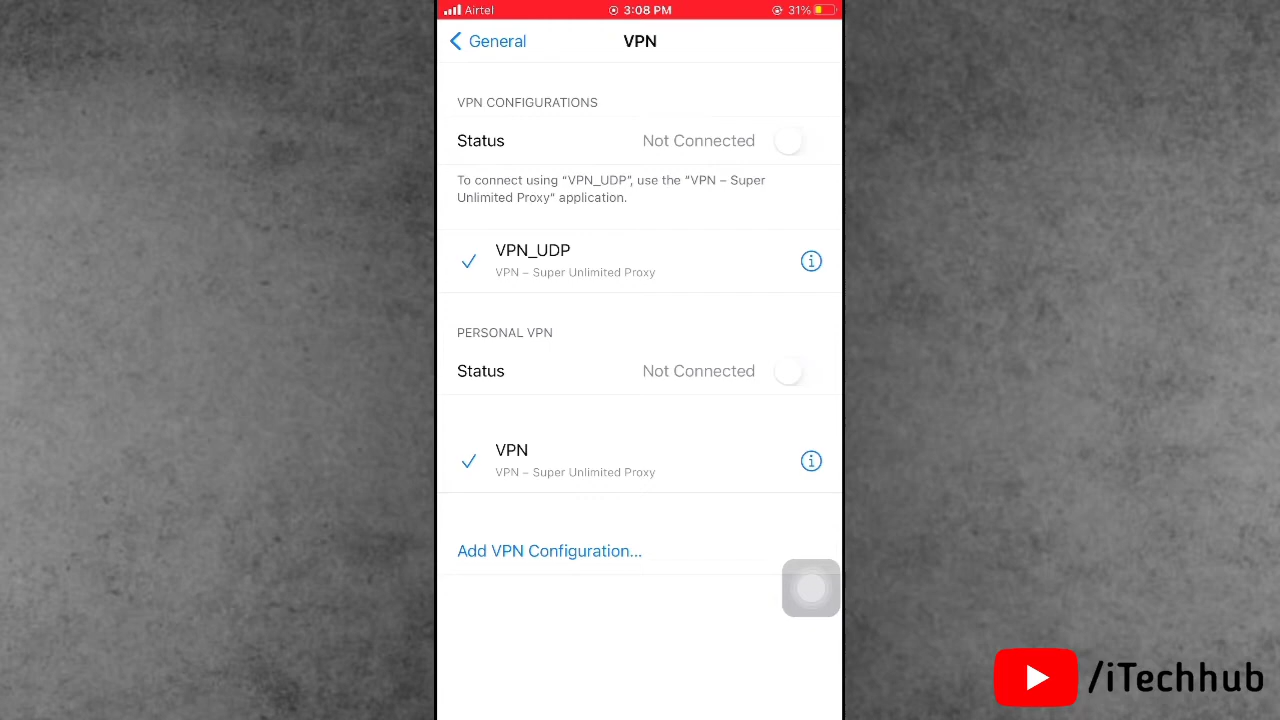 Airtel 3:08 PM 31%
General VPN
VPN CONFIGURATIONS
Status Not Connected
To connect using “VPN_UDP”, use the “VPN – Super
Unlimited Proxy” application.
VPN_UDP
VPN – Super Unlimited Proxy
PERSONAL VPN
Status Not Connected
VPN
VPN – Super Unlimited Proxy
Add VPN Configuration...
/iTechhub